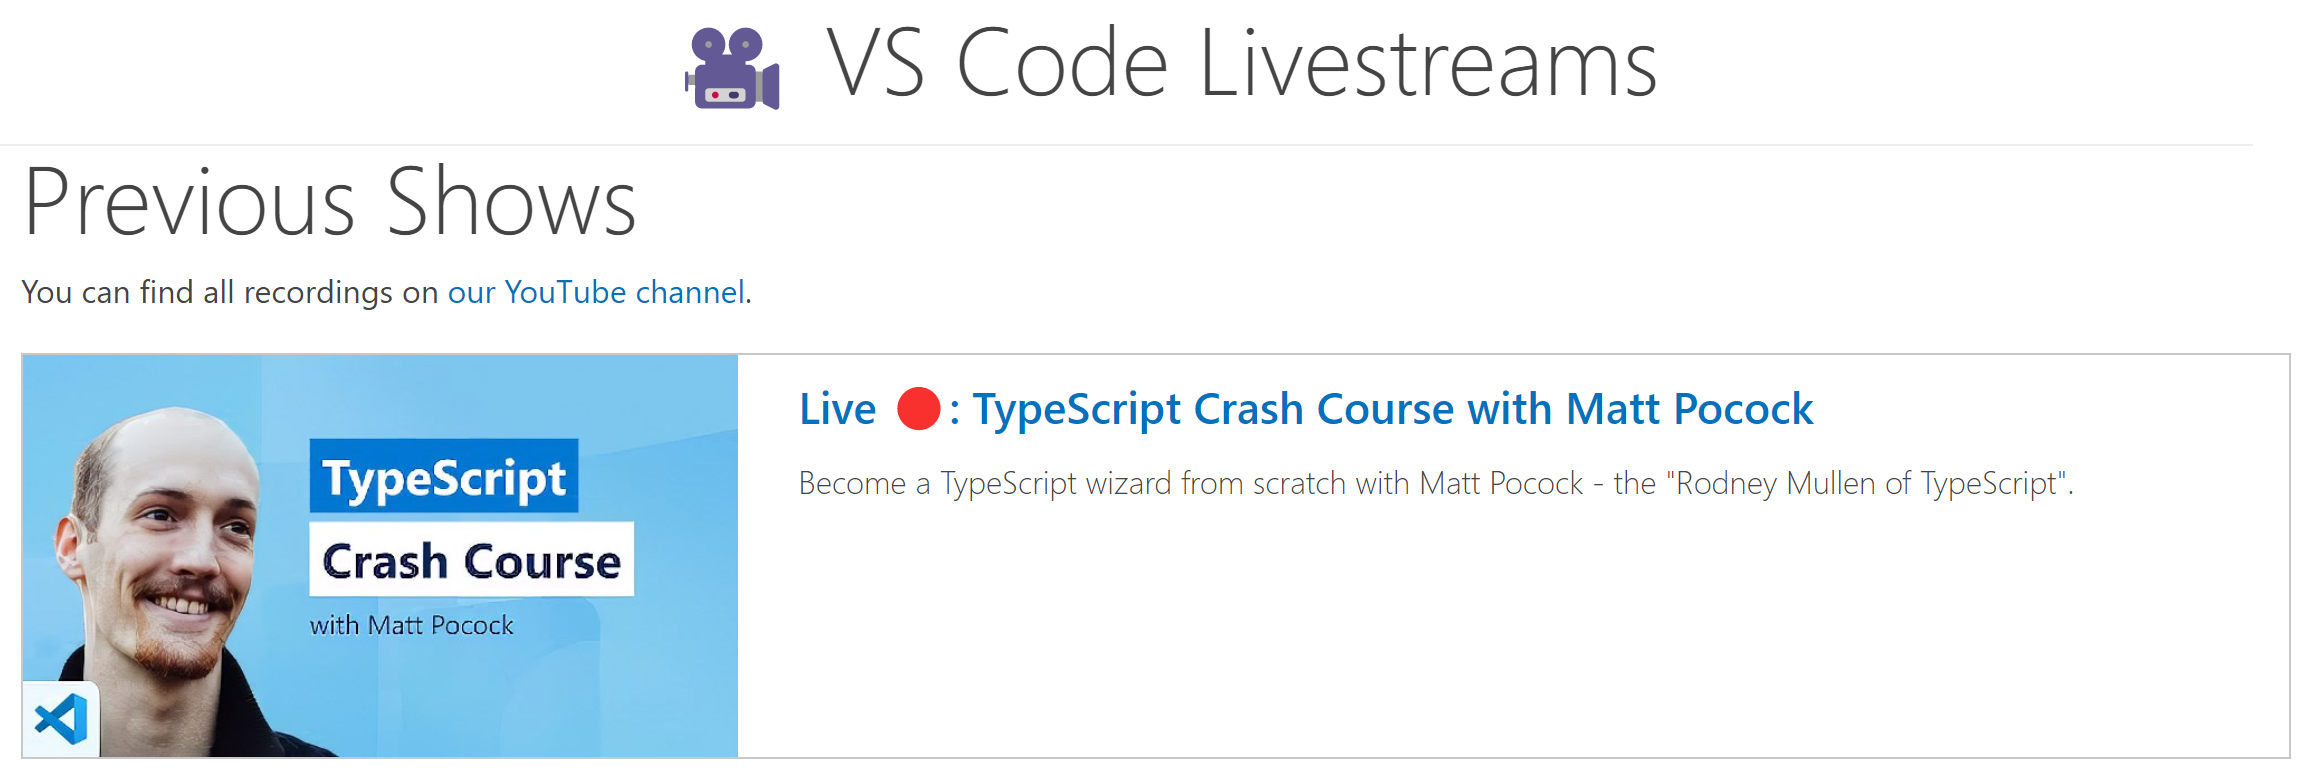 VS Code Livestreams
Previous Shows
You can find all recordings on our YouTube channel.
TypeScript
Crash Course
with Matt Pocock
Live 🔴: TypeScript Crash Course with Matt Pocock
Become a TypeScript wizard from scratch with Matt Pocock - the "Rodney Mullen of TypeScript".